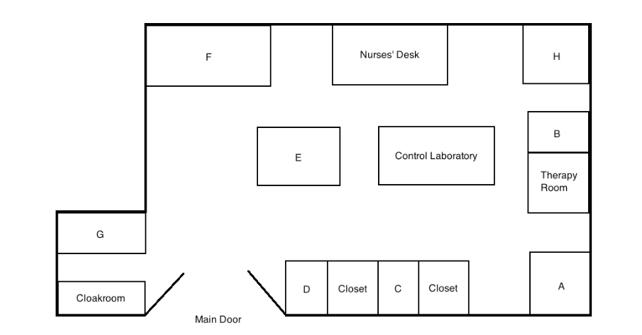 F
Nurses' Desk
H
B
E
Control Laboratory
Therapy
Room
G
D
Closet
C
Closet
A
Cloakroom
Main Door